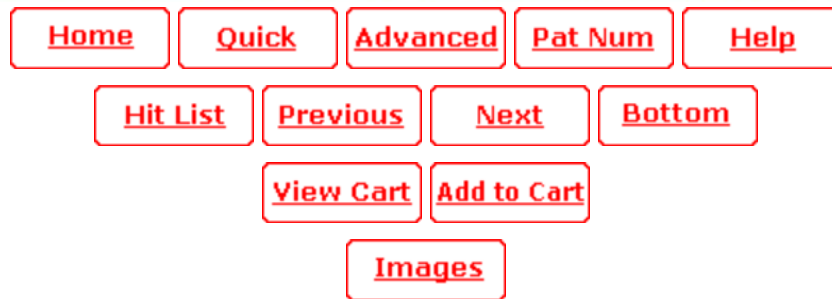 Home Quick Advanced Pat Num Help
Hit List Previous Next Bottom
View Cart Add to Cart
Images